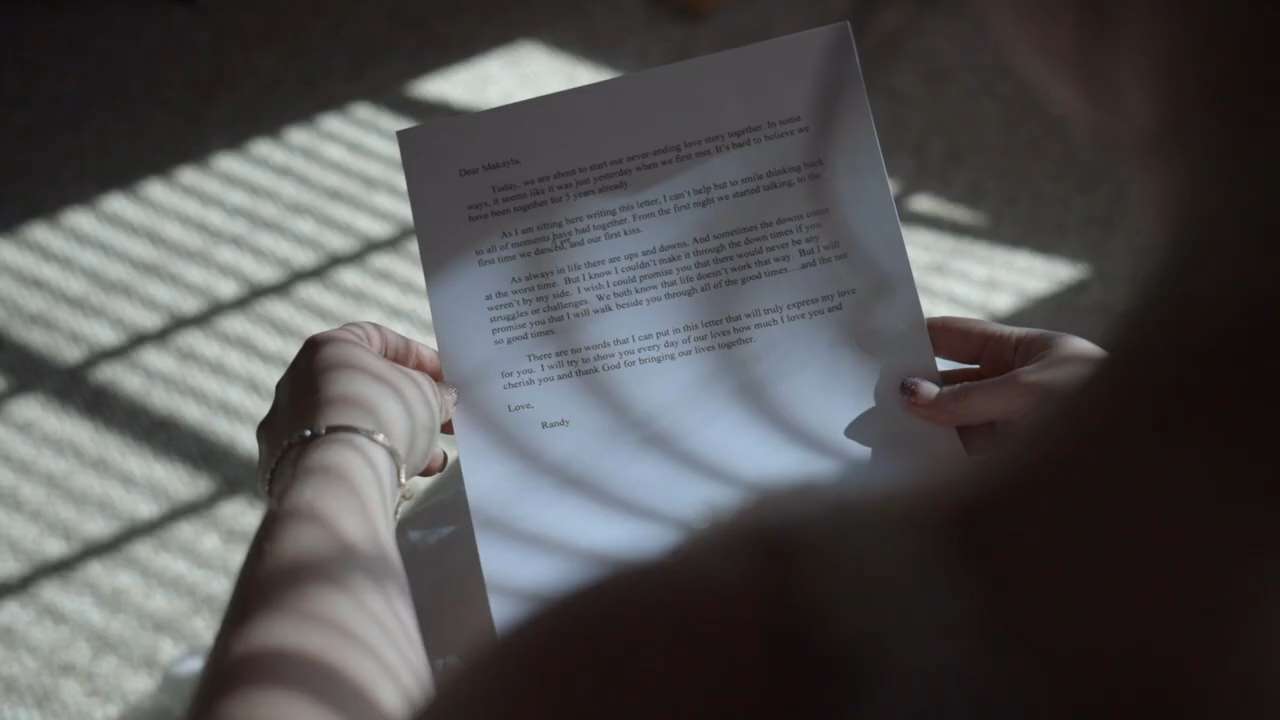 Dear Makayla,
Today, we are about to start our never-ending love story together. In some
ways, it seems like it was just yesterday when we first met. It's hard to believe we
have been together for 5 years already
As I am sitting here writing this letter, I can't help but to smile thinking back
to all of moments have had together. From the first night we started talking, to the
first time we danced, and our first kiss.
As always in life there are ups and downs. And sometimes the downs come
at the worst time. But I know I couldn't make it through the down times if you
weren't by my side. I wish I could promise you that there would never be any
struggles or challenges. We both know that life doesn't work that way. But I will
promise you that I will walk beside you through all of the good times....and the not
so good times.
There are no words that I can put in this letter that will truly express my love
for you. I will try to show you every day of our lives how much I love you and
cherish you and thank God for bringing our lives together.
Love,
Randy